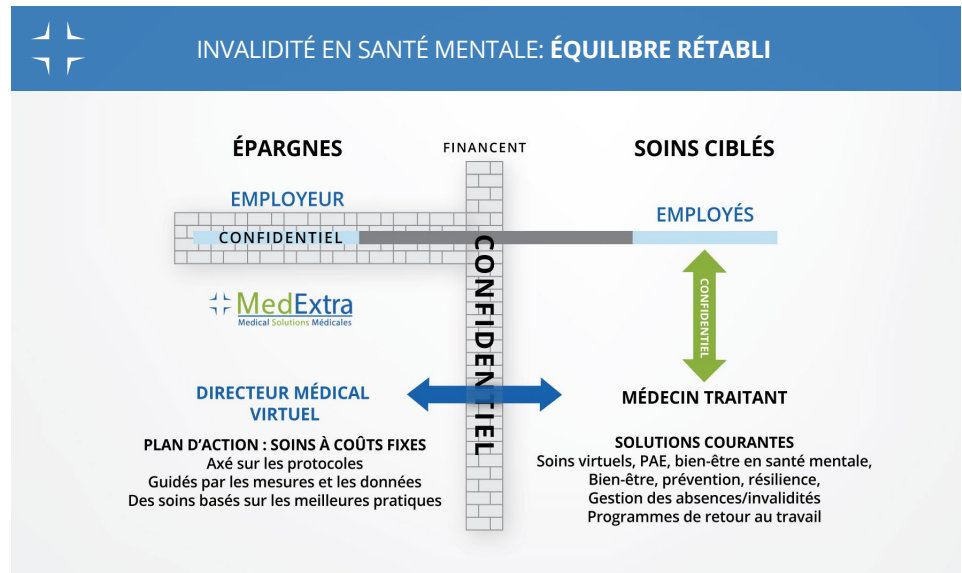 INVALIDITÉ EN SANTÉ MENTALE: ÉQUILIBRE RÉTABLI
ÉPARGNES
FINANCENT
SOINS CIBLÉS
EMPLOYEUR
EMPLOYÉS
CONFIDENTIEL
CONFIDENTIEL
CONFIDENTIEL
MedExtra
Medical Solutions Médicales
DIRECTEUR MÉDICAL
VIRTUEL
MÉDECIN TRAITANT
PLAN D’ACTION : SOINS À COÛTS FIXES
Axé sur les protocoles
Guidés par les mesures et les données
Des soins basés sur les meilleures pratiques
SOLUTIONS COURANTES
Soins virtuels, PAE, bien-être en santé mentale,
Bien-être, prévention, résilience,
Gestion des absences/invalidités
Programmes de retour au travail